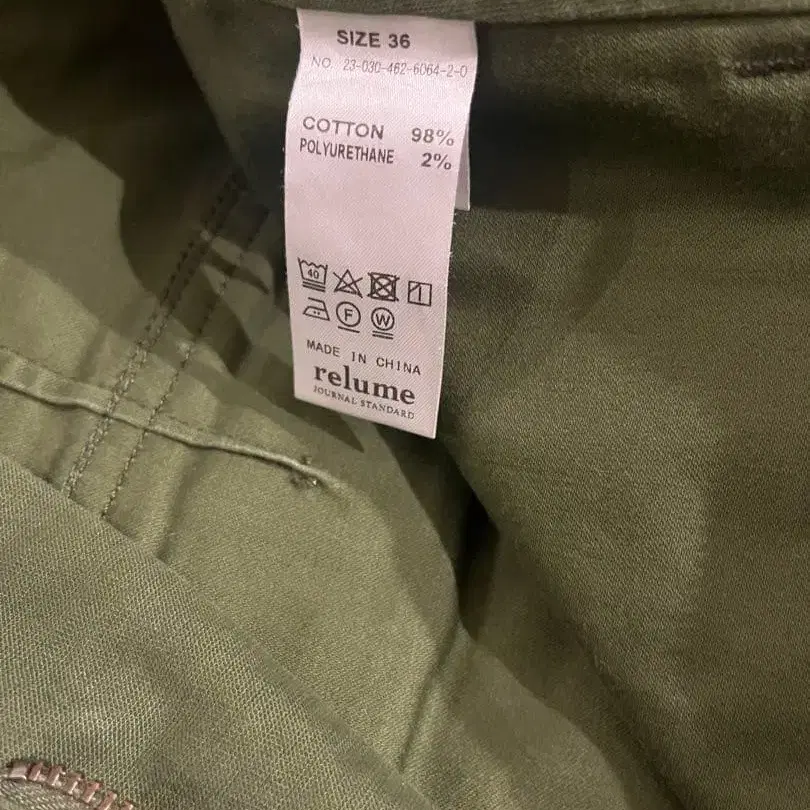 SIZE 36
NO. 23-030-462-6064-2-0
COTTON 98%
POLYURETHANE 2%
40
F W
MADE IN CHINA
relume
JOURNAL STANDARD